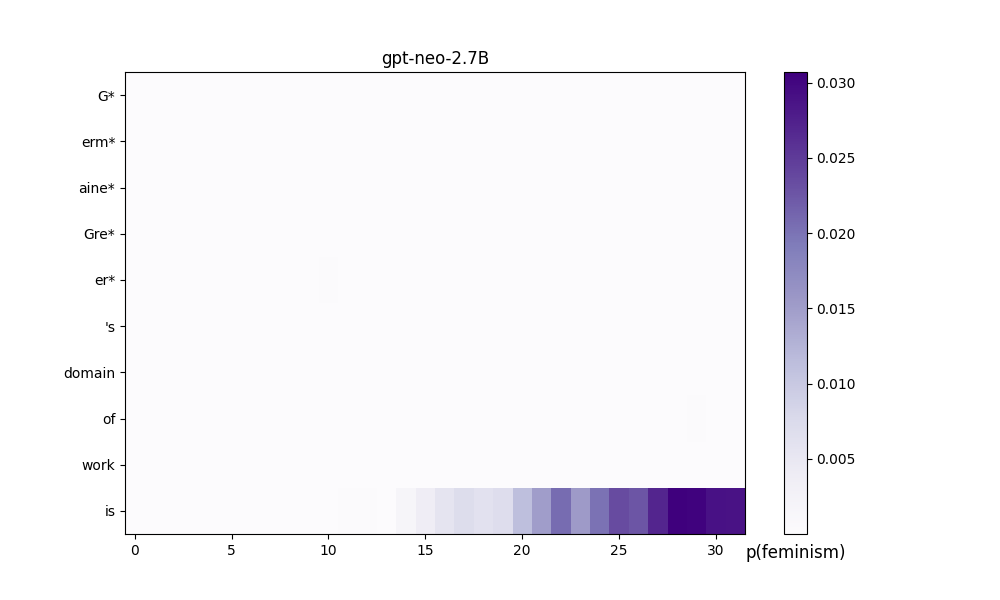 gpt-neo-2.7B
G*
erm*
aine*
Gre*
er*
's
domain
of
work
is
0 5 10 15 20 25 30
0.030
0.025
0.020
0.015
0.010
0.005
p(feminism)